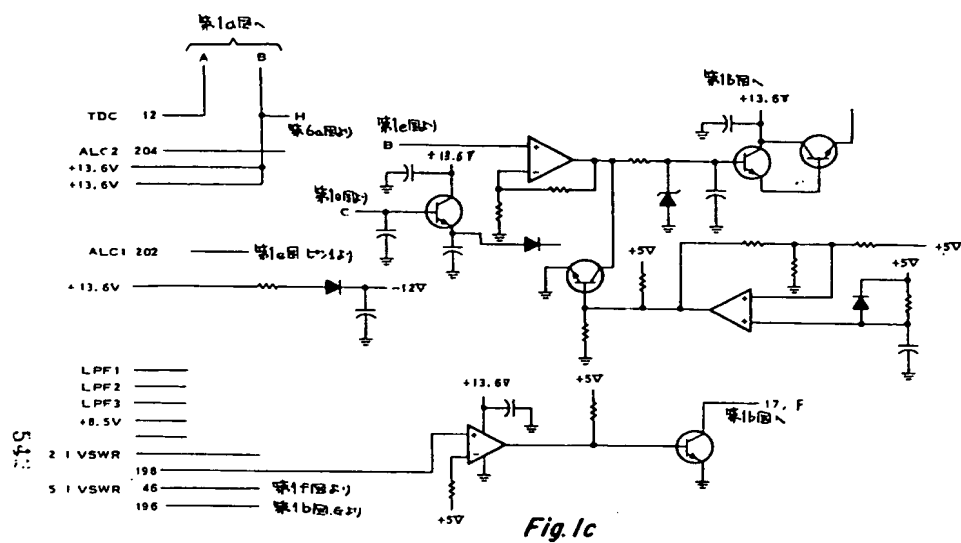 第1a図へ
A B
TDC 12
H
第6a図より
ALC2 204
+13.6V
+13.6V
第1e図より
B
+13.6V
第1a図より
C
第1b図へ
+13.6V
ALC1 202
第1e図 ピン1より
+13.6V
-12V
+5V
+5V
+5V
LPF1
LPF2
LPF3
+8.5V
2 1 VSWR
198
5 1 VSWR 46
第1f図より
196
第1b図,Gより
+13.6V
+5V
+5V
17, F
第1b図へ
Fig. 1c